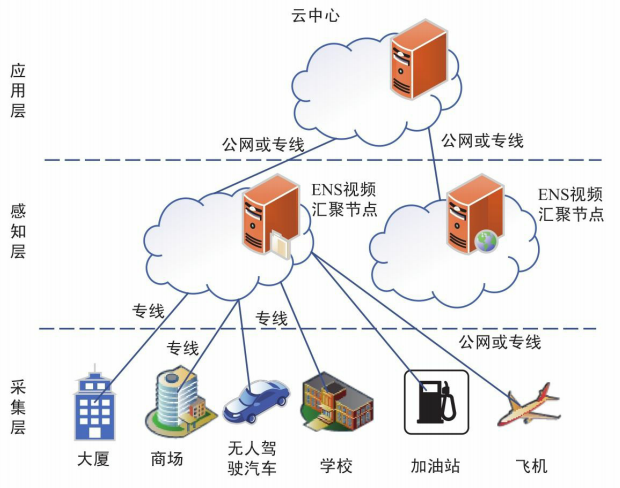 云中心
应用层
公网或专线
公网或专线
感知层
ENS视频
汇聚节点
ENS视频
汇聚节点
专线
专线
专线
公网或专线
采集层
大厦
商场
无人驾
驶汽车
学校
加油站
飞机